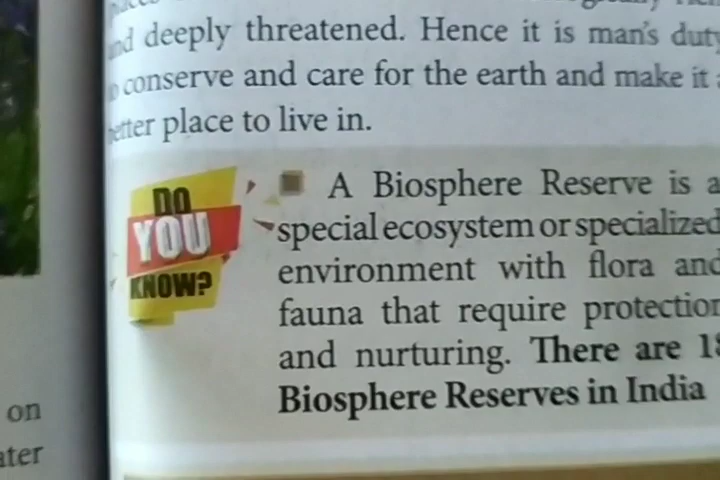 deeply threatened. Hence it is man's duty
conserve and care for the earth and make it
place to live in.
DO
YOU
KNOW?
A Biosphere Reserve is a
special ecosystem or specialized
environment with flora and
fauna that require protection
and nurturing. There are 18
Biosphere Reserves in India
on